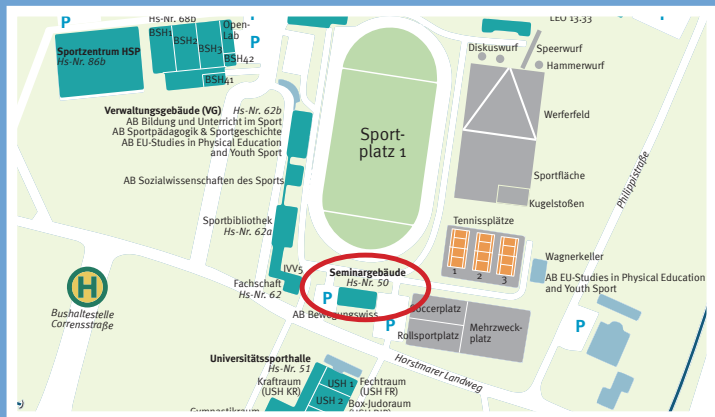 Hs-Nr. 68b
P
BSH1
BSH2
BSH3
Open-
Lab
BSH42
BSH41
P
Sportzentrum HSP
Hs-Nr. 86b
P
LEO 13.33
Diskuswurf
Speerwurf
Hammerwurf
Werferfeld
Verwaltungsgebäude (VG) Hs-Nr. 62b
AB Bildung und Unterricht im Sport
AB Sportpädagogik & Sportgeschichte
AB EU-Studies in Physical Education
and Youth Sport
Sport-
platz 1
AB Sozialwissenschaften des Sports
Sportfläche
Kugelstoßen
Philippistraße
Sportbibliothek
Hs-Nr. 62a
Tennissplätze
1
2
3
Wagnerkeller
AB EU-Studies in Physical Education
and Youth Sport
IVV5
Fachschaft
Hs-Nr. 62
Seminargebäude
Hs-Nr. 50
P
AB Bewegungswiss
P
H
Bushaltestelle
Corrensstraße
Soccerplatz
Rollsportplatz
Mehrzweck-
platz
P
Horstmarer Landweg
Universitätssporthalle
Hs-Nr. 51
Kraftraum
(USH KR)
USH 1
USH 2
Fechtraum
(USH FR)
Box-Judoraum
Gymnastikraum